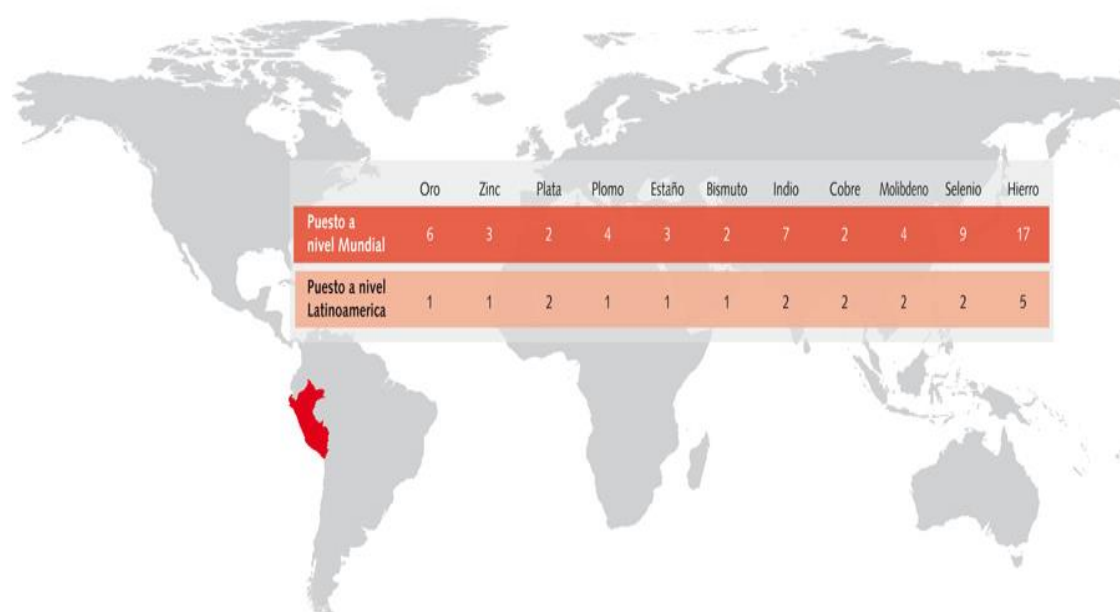 Oro Zinc Plata Plomo Estaño Bismuto Indio Cobre Molibdeno Selenio Hierro
Puesto a
nivel Mundial 6 3 2 4 3 2 7 2 4 9 17
Puesto a nivel
Latinoamerica 1 1 2 1 1 1 2 2 2 2 5